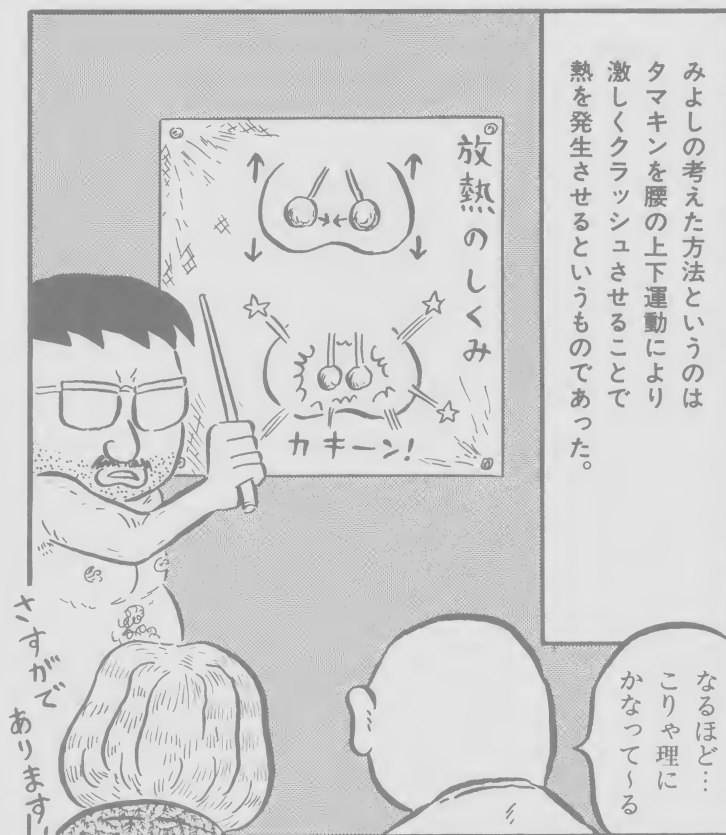 みよしの考えた方法というのは
タマキンを腰の上下運動により
激しくクラッシュさせることで
熱を発生させるというものであった。
放熱のしくみ
カキーン!
なるほど…
こりゃ理に
かなって〜る
さすがで
あります!!